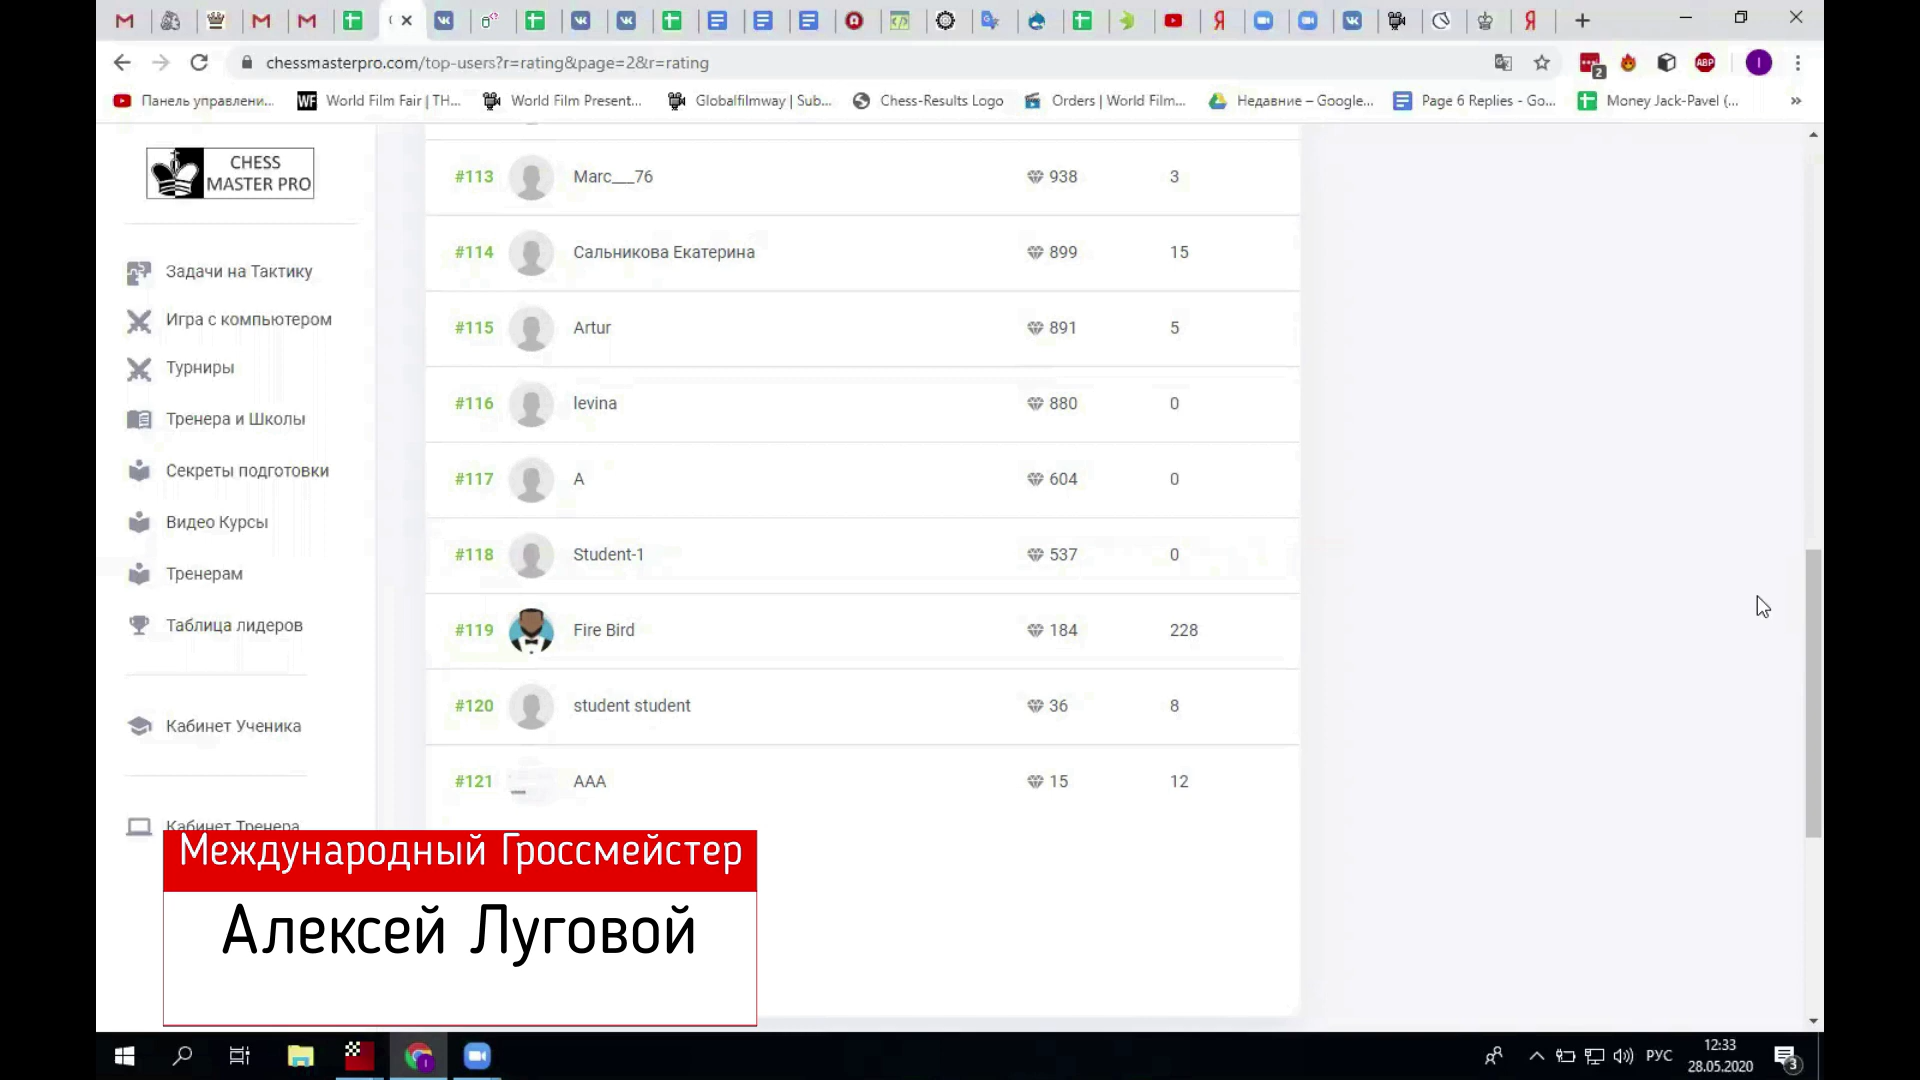 chessmasterpro.com/top-users?r=rating&page=2&r=rating
Панель управлени...
World Film Fair | TH...
World Film Present...
Globalfilmway | Sub...
Chess-Results Logo
Orders | World Film...
Недавние – Google...
Page 6 Replies - Go...
Money Jack-Pavel (...
»
CHESS
MASTER PRO
Задачи на Тактику
Игра с компьютером
Турниры
Тренера и Школы
Секреты подготовки
Видео Курсы
Тренерам
Таблица лидеров
Кабинет Ученика
Кабинет Тренера
#113 Marc___76 938 3
#114 Сальникова Екатерина 899 15
#115 Artur 891 5
#116 levina 880 0
#117 A 604 0
#118 Student-1 537 0
#119 Fire Bird 184 228
#120 student student 36 8
#121 AAA 15 12
Международный Гроссмейстер
Алексей Луговой
РУС
12:33
28.05.2020
3